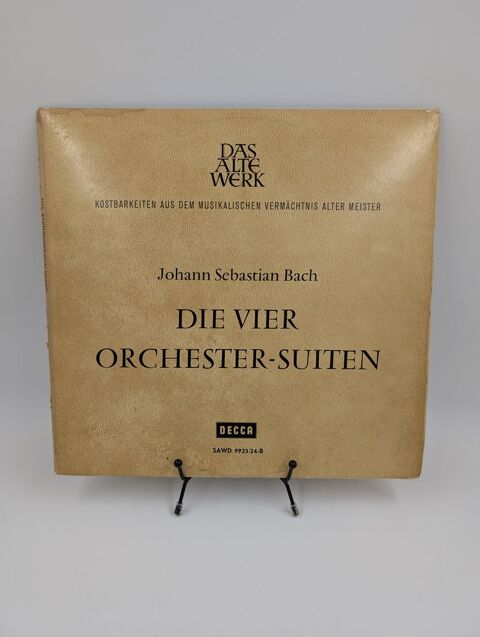 DAS
ALTE
WERK
KOSTBARKEITEN AUS DEM MUSIKALISCHEN VERMÄCHTNIS ALTER MEISTER
Johann Sebastian Bach
DIE VIER
ORCHESTER-SUITEN
DECCA
SAWD 9923/24-B